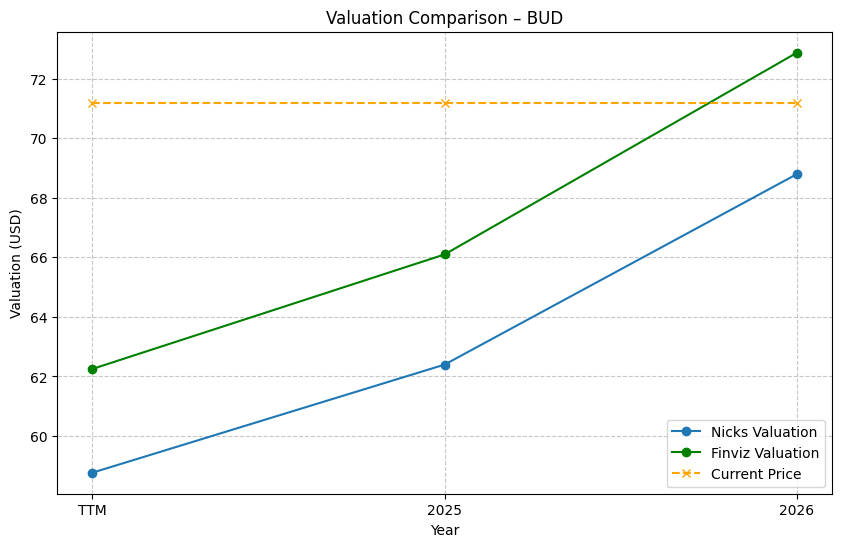 Valuation Comparison – BUD
Valuation (USD)
72
70
68
66
64
62
60
TTM
2025
2026
Year
Nicks Valuation
Finviz Valuation
Current Price